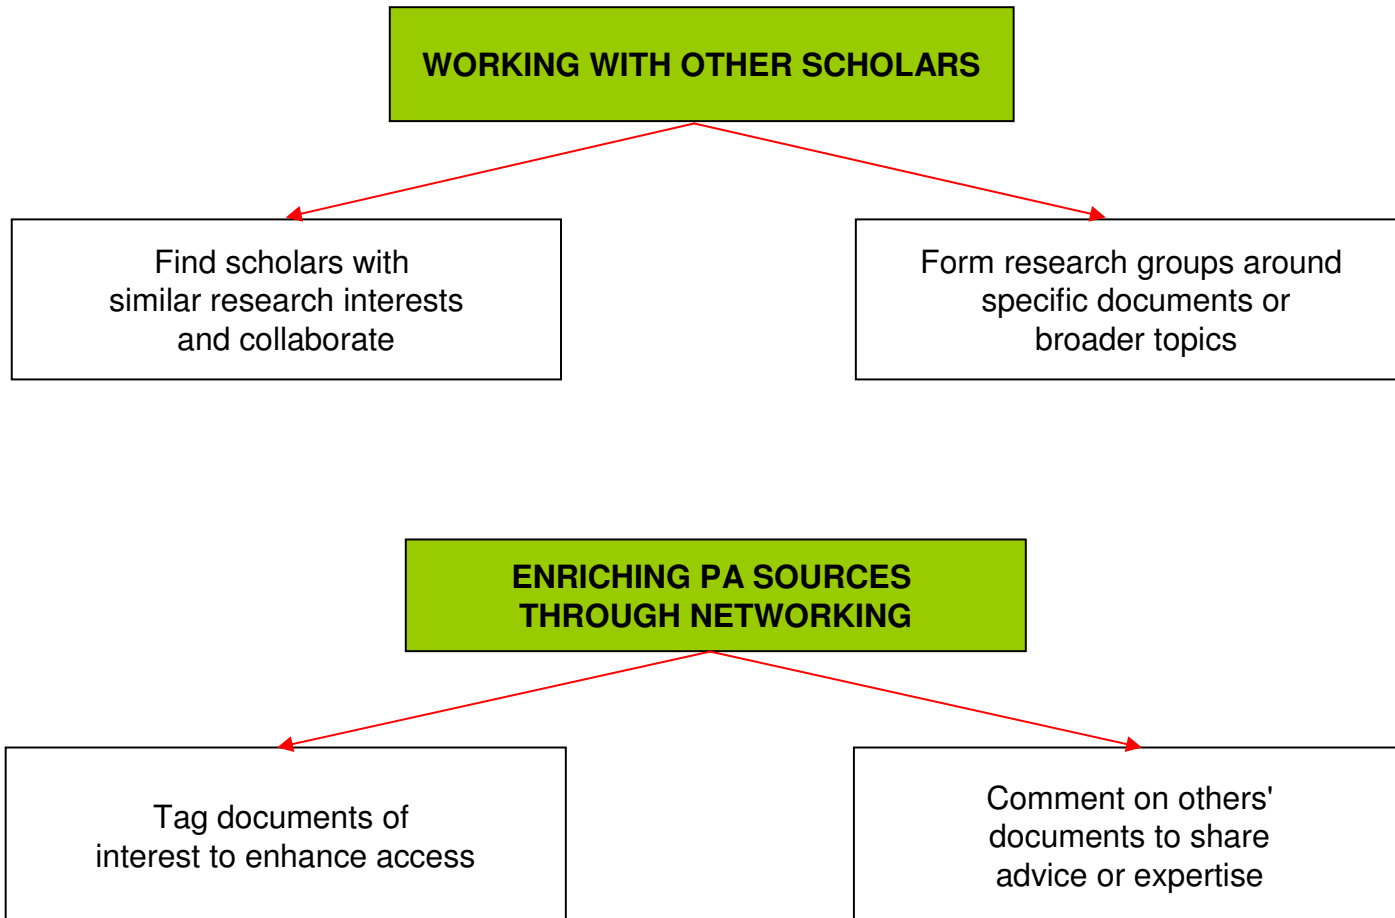 WORKING WITH OTHER SCHOLARS
Find scholars with
similar research interests
and collaborate
Form research groups around
specific documents or
broader topics
ENRICHING PA SOURCES
THROUGH NETWORKING
Tag documents of
interest to enhance access
Comment on others'
documents to share
advice or expertise